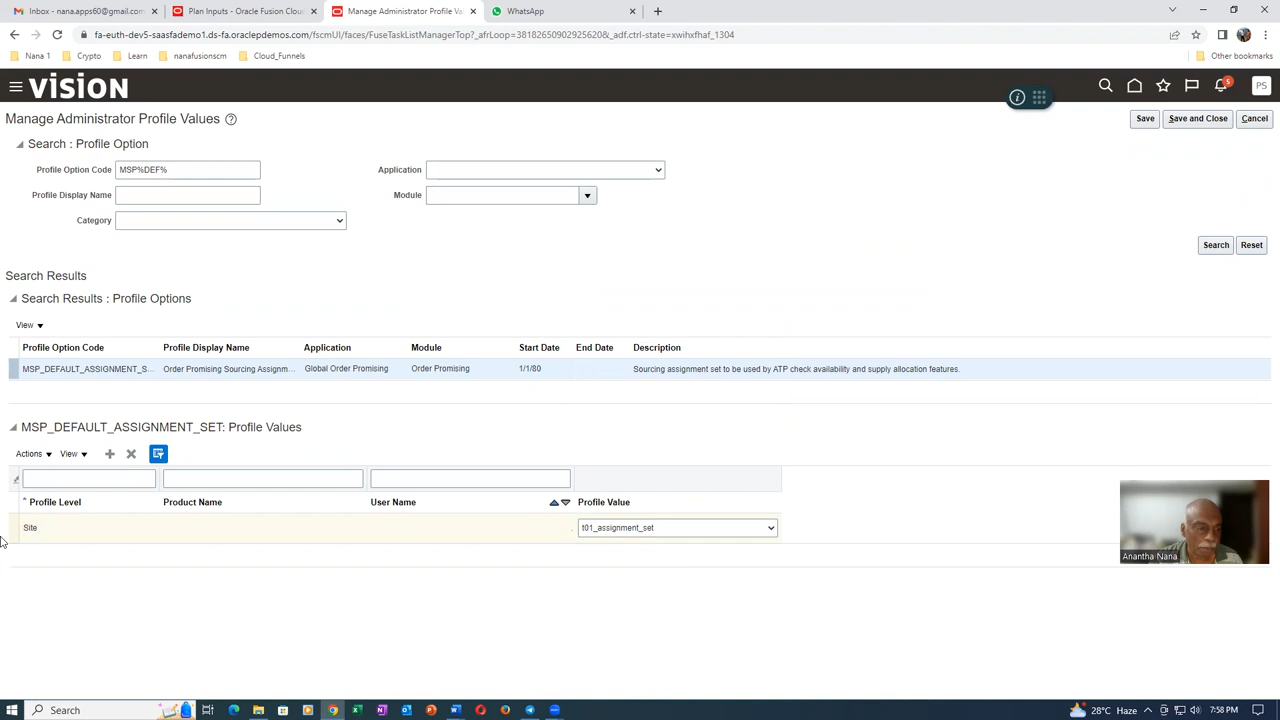 Inbox - nana.apps60@gmail.com
Plan Inputs - Oracle Fusion Cloud
Manage Administrator Profile Va
WhatsApp
fa-euth-dev5-saasfademo1.ds-fa.oraclepdemos.com/fscmUI/faces/FuseTaskListManagerTop?_afrLoop=38182650902925620&_adf.ctrl-state=xwihxfhaf_1304
Nana 1
Crypto
Learn
nanafusionscm
Cloud_Funnels
Other bookmarks
VISION
5
PS
Manage Administrator Profile Values
Save
Save and Close
Cancel
Search : Profile Option
Profile Option Code
MSP%DEF%
Application
Profile Display Name
Module
Category
Search
Reset
Search Results
Search Results : Profile Options
View
Profile Option Code
Profile Display Name
Application
Module
Start Date
End Date
Description
MSP_DEFAULT_ASSIGNMENT_S...
Order Promising Sourcing Assignm...
Global Order Promising
Order Promising
1/1/80
Sourcing assignment set to be used by ATP check availability and supply allocation features.
MSP_DEFAULT_ASSIGNMENT_SET: Profile Values
Actions
View
* Profile Level
Product Name
User Name
Profile Value
Site
t01_assignment_set
Anantha Nana
Search
28°C Haze
7:58 PM